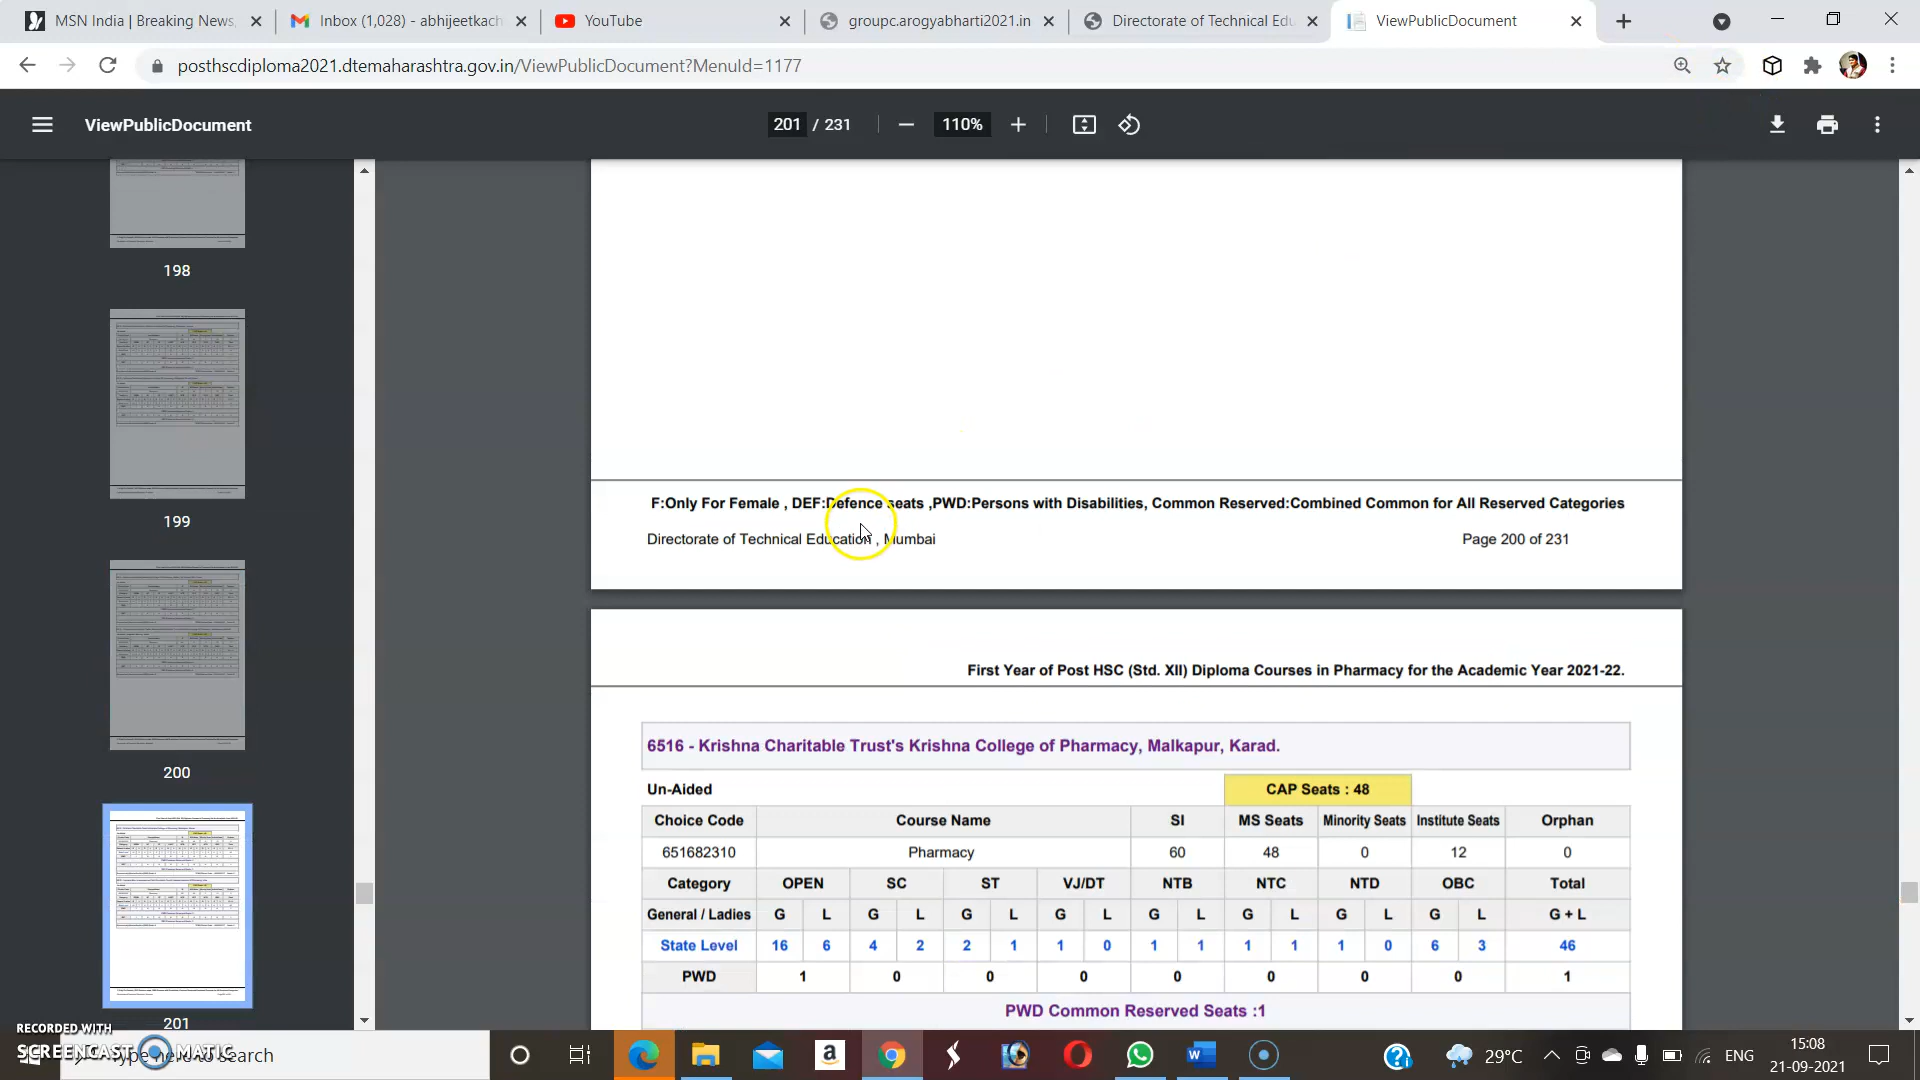 MSN India | Breaking News,
Inbox (1,028) - abhijeetkach
YouTube
groupc.arogyabharti2021.in
Directorate of Technical Edu
ViewPublicDocument
posthscdiploma2021.dtemaharashtra.gov.in/ViewPublicDocument?MenuId=1177
ViewPublicDocument
201 / 231
110%
198
199
200
201
F:Only For Female , DEF:Defence seats ,PWD:Persons with Disabilities, Common Reserved:Combined Common for All Reserved Categories
Directorate of Technical Education , Mumbai
Page 200 of 231
First Year of Post HSC (Std. XII) Diploma Courses in Pharmacy for the Academic Year 2021-22.
6516 - Krishna Charitable Trust's Krishna College of Pharmacy, Malkapur, Karad.
Un-Aided CAP Seats : 48
Choice Code Course Name SI MS Seats Minority Seats Institute Seats Orphan
651682310 Pharmacy 60 48 0 12 0
Category OPEN SC ST VJ/DT NTB NTC NTD OBC Total
General / Ladies G L G L G L G L G L G L G L G L G + L
State Level 16 6 4 2 2 1 1 0 1 1 1 1 1 0 6 3 46
PWD 1 0 0 0 0 0 0 0 1
PWD Common Reserved Seats :1
RECORDED WITH
SCREENCAST MATIC
Type here to search
29°C
ENG
15:08
21-09-2021